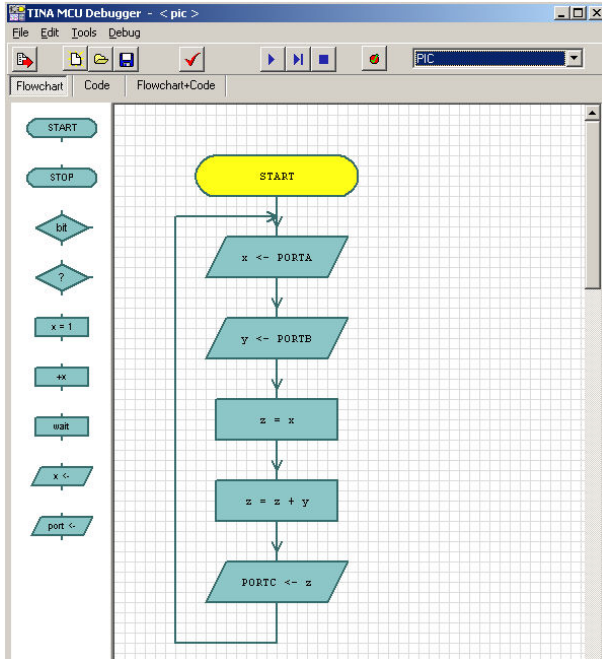 TINA MCU Debugger - < pic >
File Edit Tools Debug
PIC
Flowchart Code Flowchart+Code
START
STOP
bit
?
x = 1
+x
wait
x <-
port <-
START
x <- PORTA
y <- PORTB
z = x
z = z + y
PORTC <- z